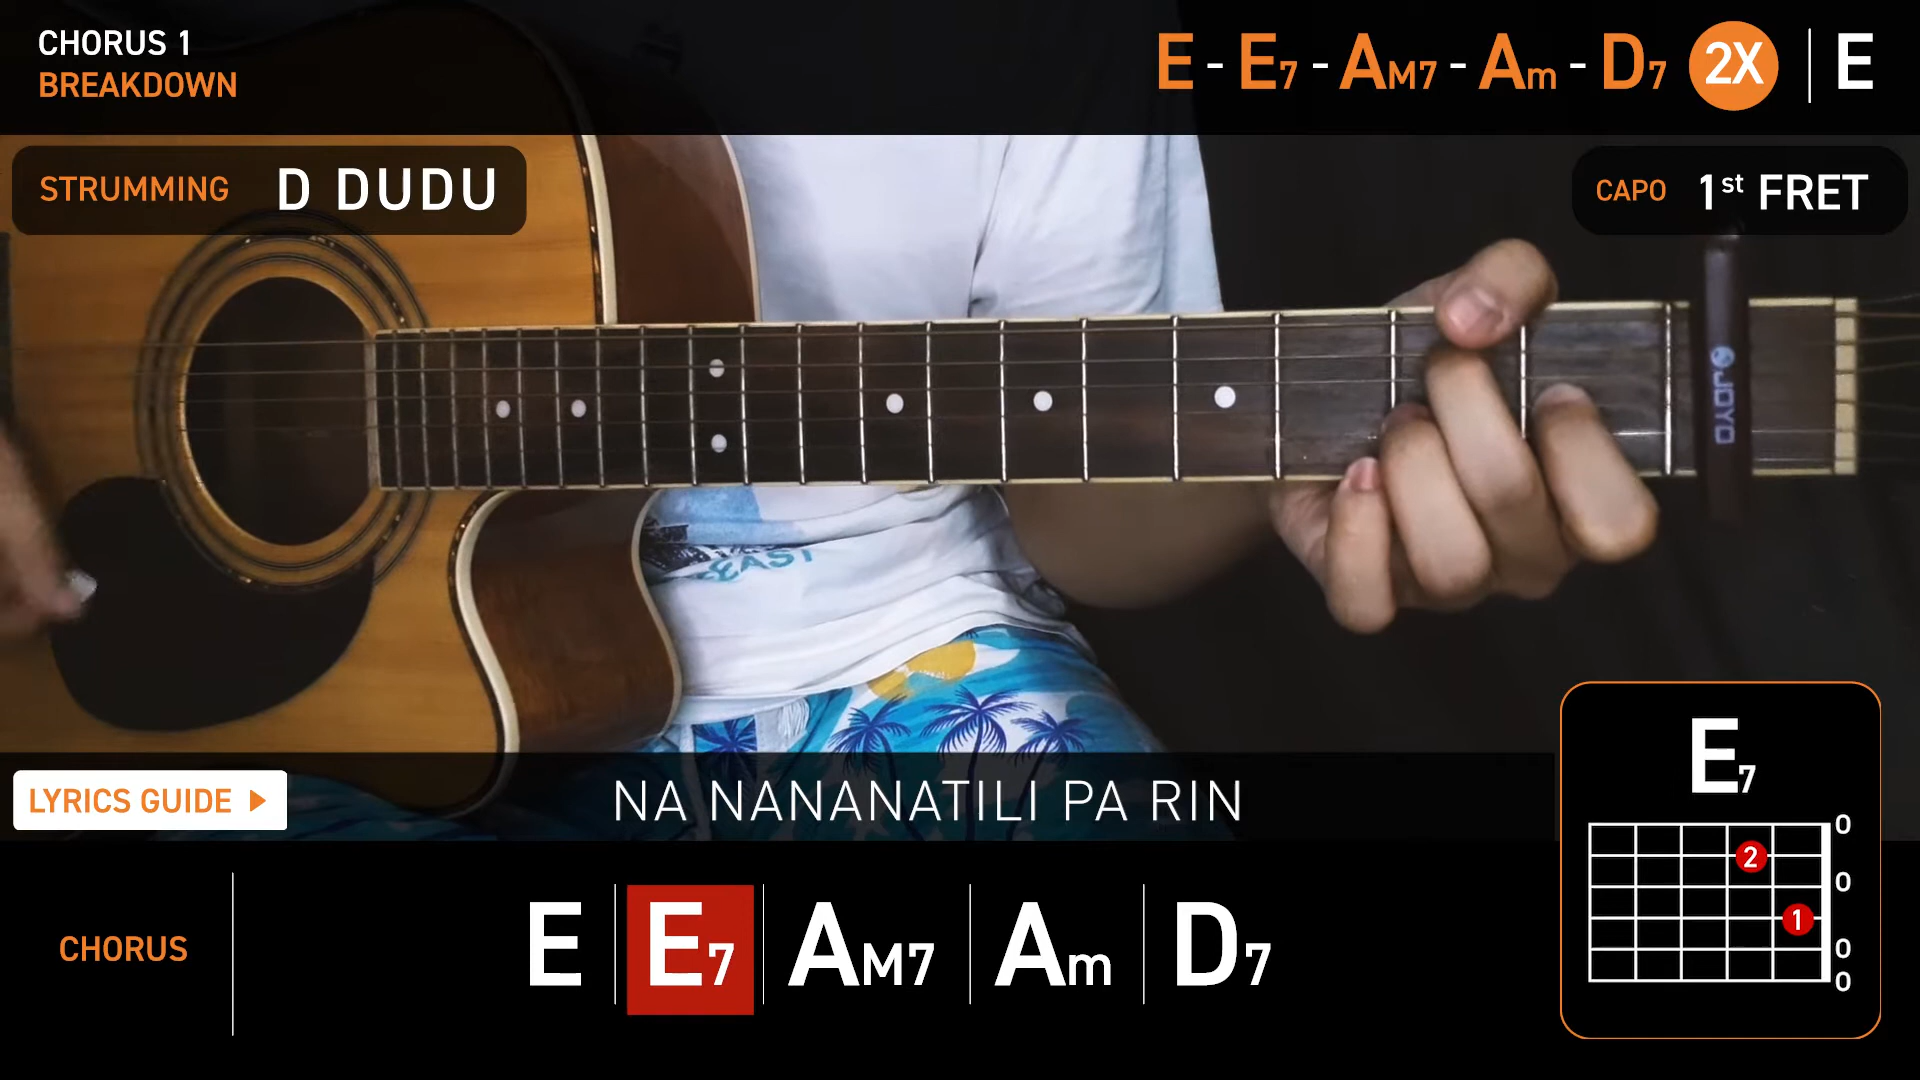 CHORUS 1
BREAKDOWN
E - E7 - AM7 - Am - D7 2X | E
STRUMMING D DUDU
CAPO 1st FRET
JOYO
EAST
LYRICS GUIDE
NA NANANATILI PA RIN
CHORUS
E E7 AM7 Am D7
E7
0
2
0
1
0
0